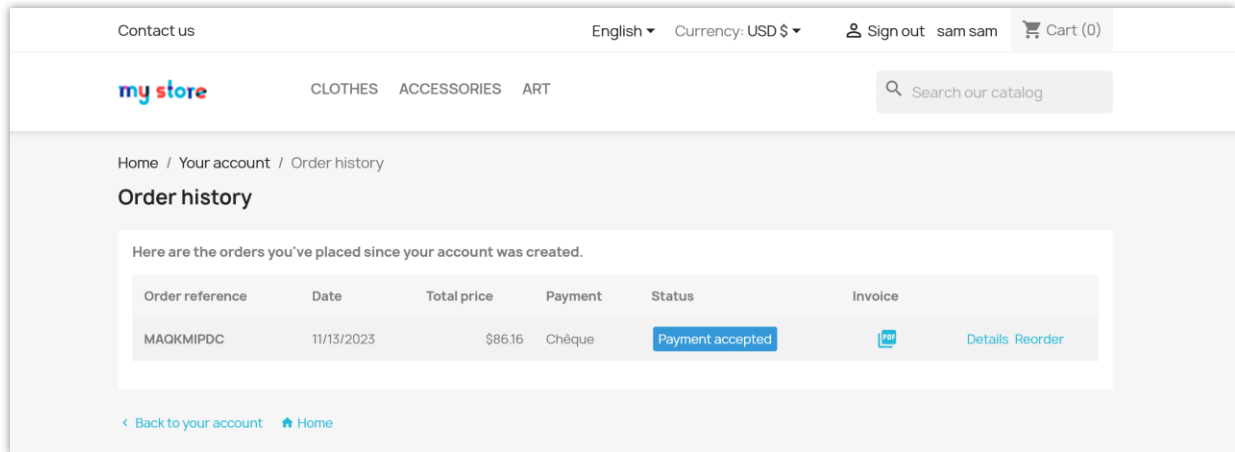 Contact us English Currency: USD $ Sign out sam sam Cart (0)
my store CLOTHES ACCESSORIES ART Search our catalog
Home / Your account / Order history
Order history
Here are the orders you've placed since your account was created.
Order reference Date Total price Payment Status Invoice
MAQKMIPDC 11/13/2023 $86.16 Chèque Payment accepted PDF Details Reorder
Back to your account Home